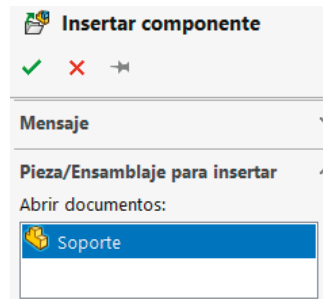 Insertar componente
Mensaje
Pieza/Ensamblaje para insertar
Abrir documentos:
Soporte